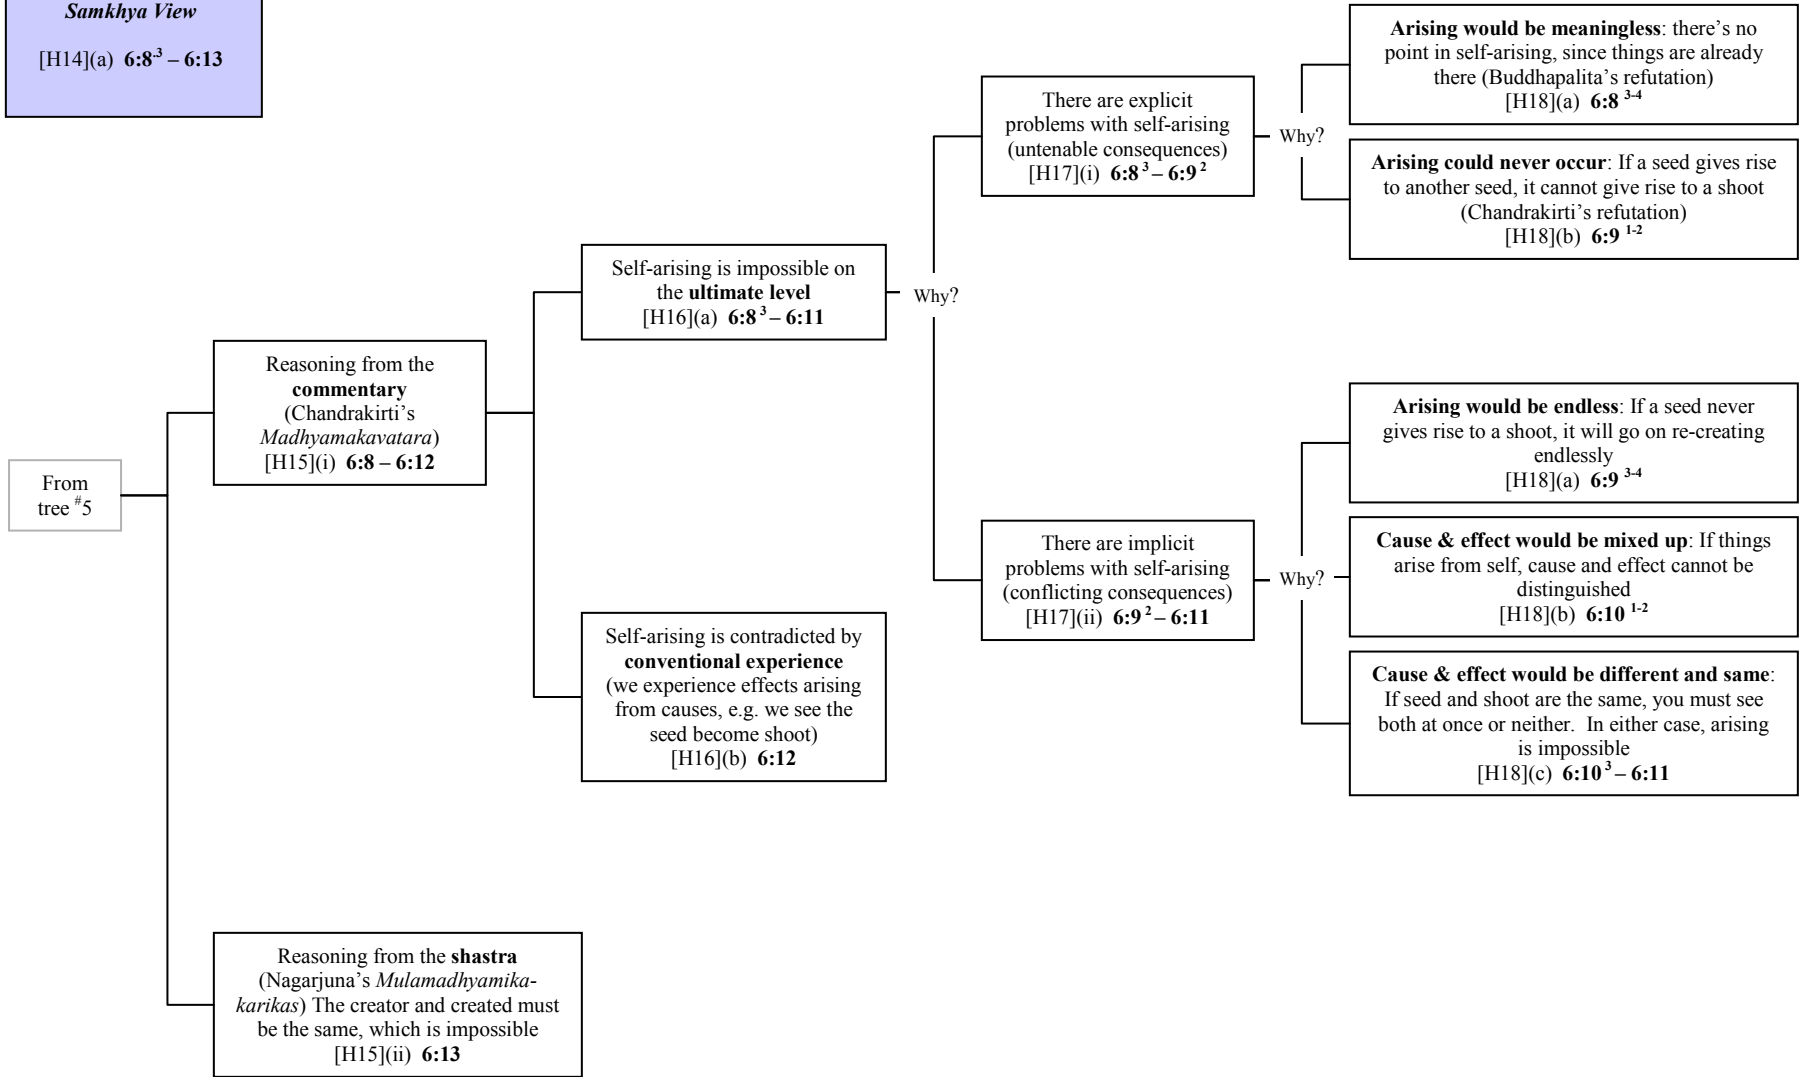 Samkhya View
[H14](a) 6:8.3 – 6:13
From
tree #5
Reasoning from the
commentary
(Chandrakirti’s
Madhyamakavatara)
[H15](i) 6:8 – 6:12
Reasoning from the shastra
(Nagarjuna’s Mulamadhyamika-
karikas) The creator and created must
be the same, which is impossible
[H15](ii) 6:13
Self-arising is impossible on
the ultimate level
[H16](a) 6:8 3 – 6:11
Self-arising is contradicted by
conventional experience
(we experience effects arising
from causes, e.g. we see the
seed become shoot)
[H16](b) 6:12
Why?
There are explicit
problems with self-arising
(untenable consequences)
[H17](i) 6:8 3 – 6:9 2
There are implicit
problems with self-arising
(conflicting consequences)
[H17](ii) 6:9 2 – 6:11
Why?
Arising would be meaningless: there’s no
point in self-arising, since things are already
there (Buddhapalita’s refutation)
[H18](a) 6:8 3-4
Arising could never occur: If a seed gives rise
to another seed, it cannot give rise to a shoot
(Chandrakirti’s refutation)
[H18](b) 6:9 1-2
Why?
Arising would be endless: If a seed never
gives rise to a shoot, it will go on re-creating
endlessly
[H18](a) 6:9 3-4
Cause & effect would be mixed up: If things
arise from self, cause and effect cannot be
distinguished
[H18](b) 6:10 1-2
Cause & effect would be different and same:
If seed and shoot are the same, you must see
both at once or neither. In either case, arising
is impossible
[H18](c) 6:10 3 – 6:11